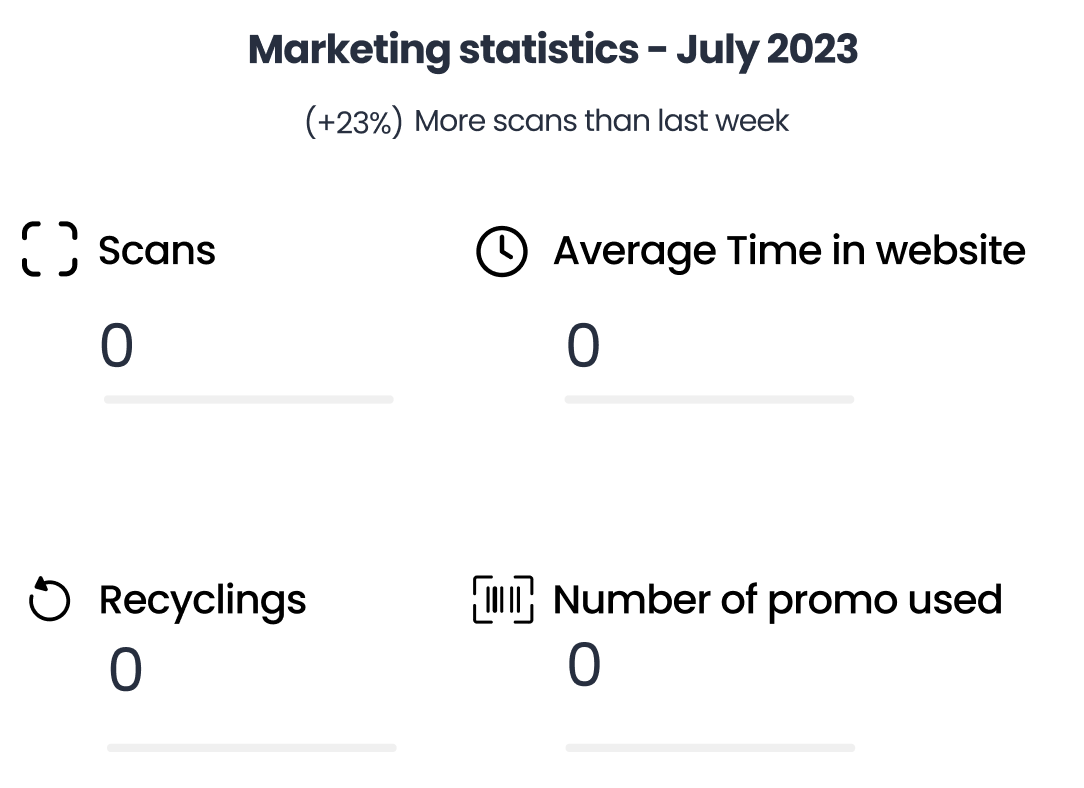 Marketing statistics - July 2023
(+23%) More scans than last week
Scans
Average Time in website
0
0
Recyclings
Number of promo used
0
0